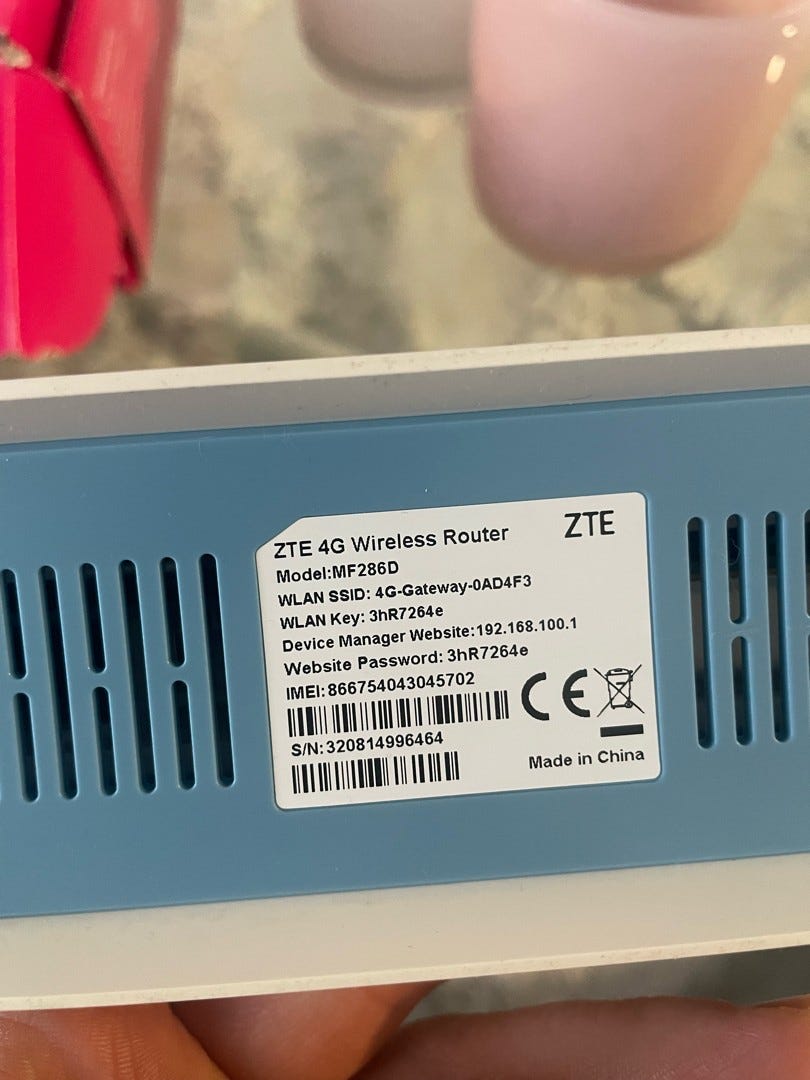 ZTE 4G Wireless Router
ZTE
Model:MF286D
WLAN SSID: 4G-Gateway-0AD4F3
WLAN Key: 3hR7264e
Device Manager Website:192.168.100.1
Website Password: 3hR7264e
IMEI:866754043045702
CE
S/N:320814996464
Made in China